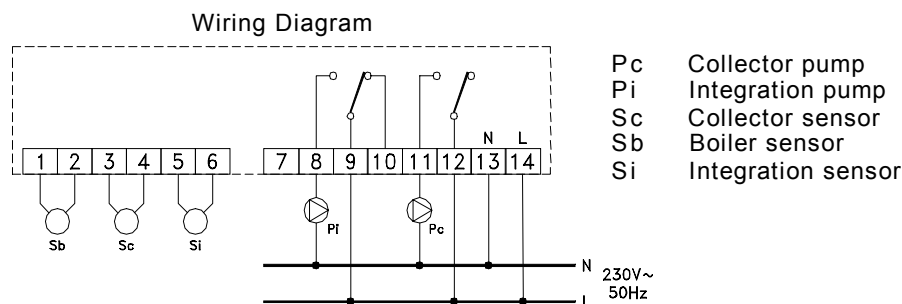 Wiring Diagram
Pc Collector pump
Pi Integration pump
Sc Collector sensor
Sb Boiler sensor
Si Integration sensor
N L
1 2 3 4 5 6 7 8 9 10 11 12 13 14
Pi Pc
Sb Sc Si
N
230V~
50Hz
L